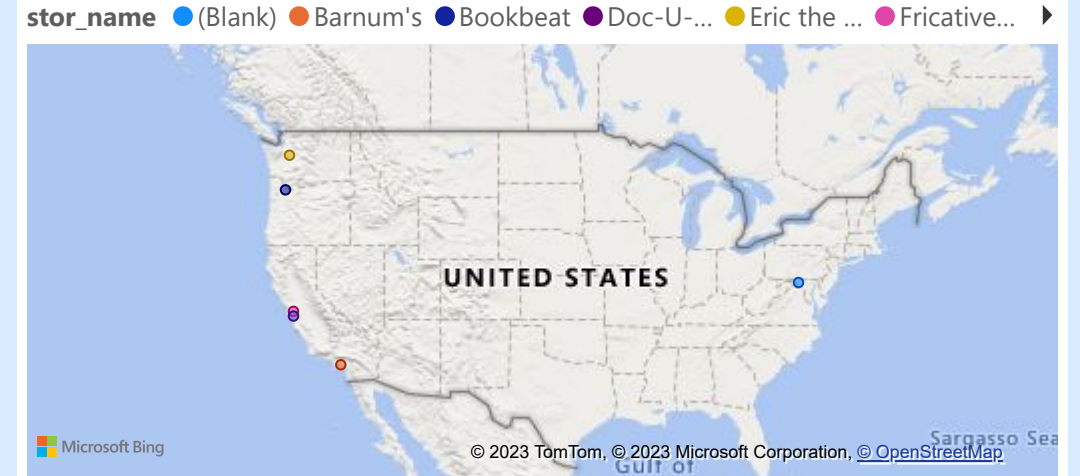 stor_name (Blank) Barnum's Bookbeat Doc-U-... Eric the ... Fricative...
UNITED STATES
Sargasso Sea
Microsoft Bing
© 2023 TomTom, © 2023 Microsoft Corporation, © OpenStreetMap
Gulf of